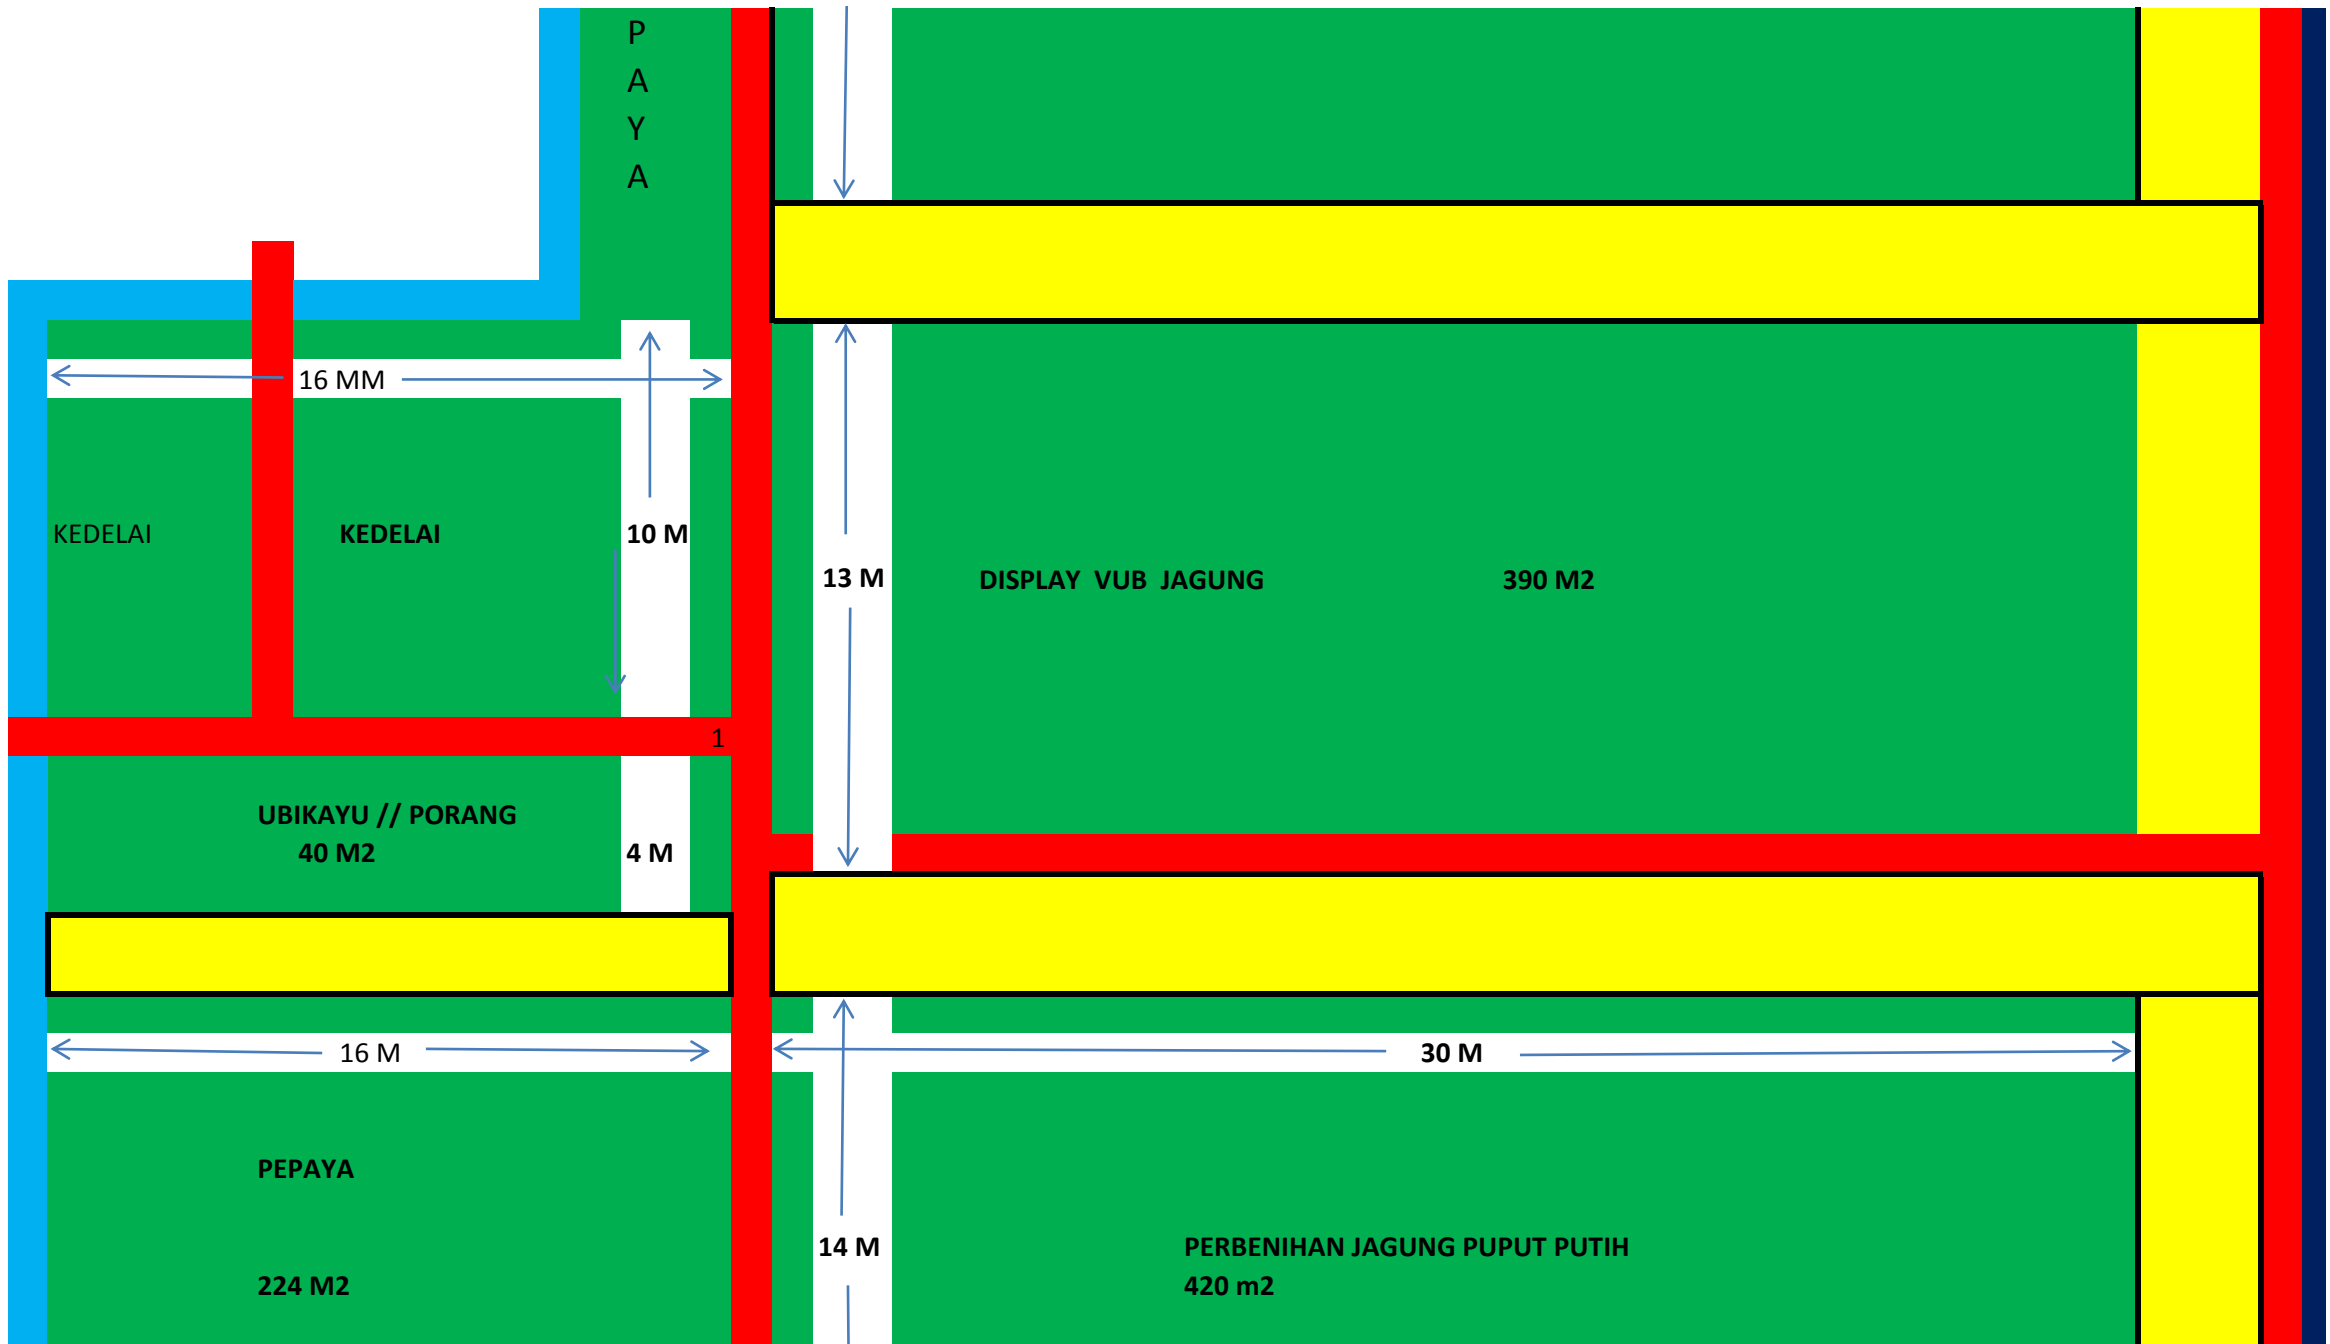 P
A
Y
A
16 MM
KEDELAI
KEDELAI
10 M
13 M
DISPLAY VUB JAGUNG
390 M2
1
UBIKAYU // PORANG
40 M2
4 M
16 M
30 M
PEPAYA
224 M2
14 M
PERBENIHAN JAGUNG PUPUT PUTIH
420 m2